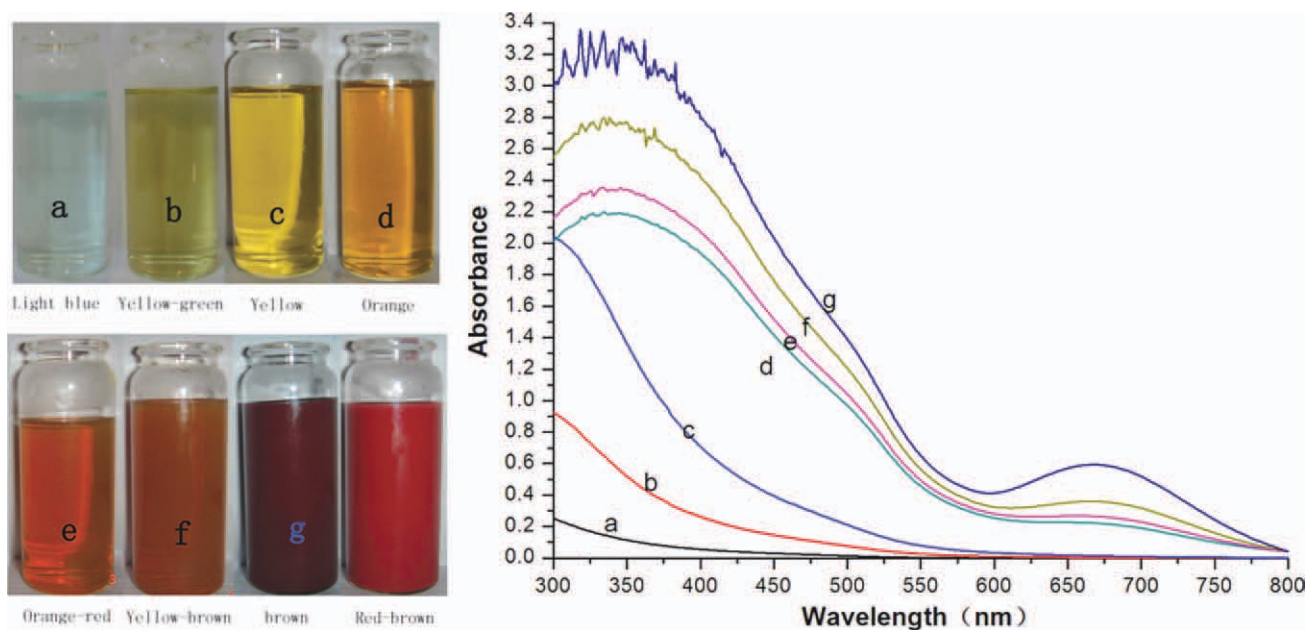 a b c d
Light blue Yellow-green Yellow Orange
e f g
Orange-red Yellow-brown brown Red-brown
3.4
3.2
3.0
2.8
2.6
2.4
2.2
2.0
1.8
1.6
1.4
1.2
1.0
0.8
0.6
0.4
0.2
0.0
Absorbance
g
f
e
d
c
b
a
300 350 400 450 500 550 600 650 700 750 800
Wavelength（nm）